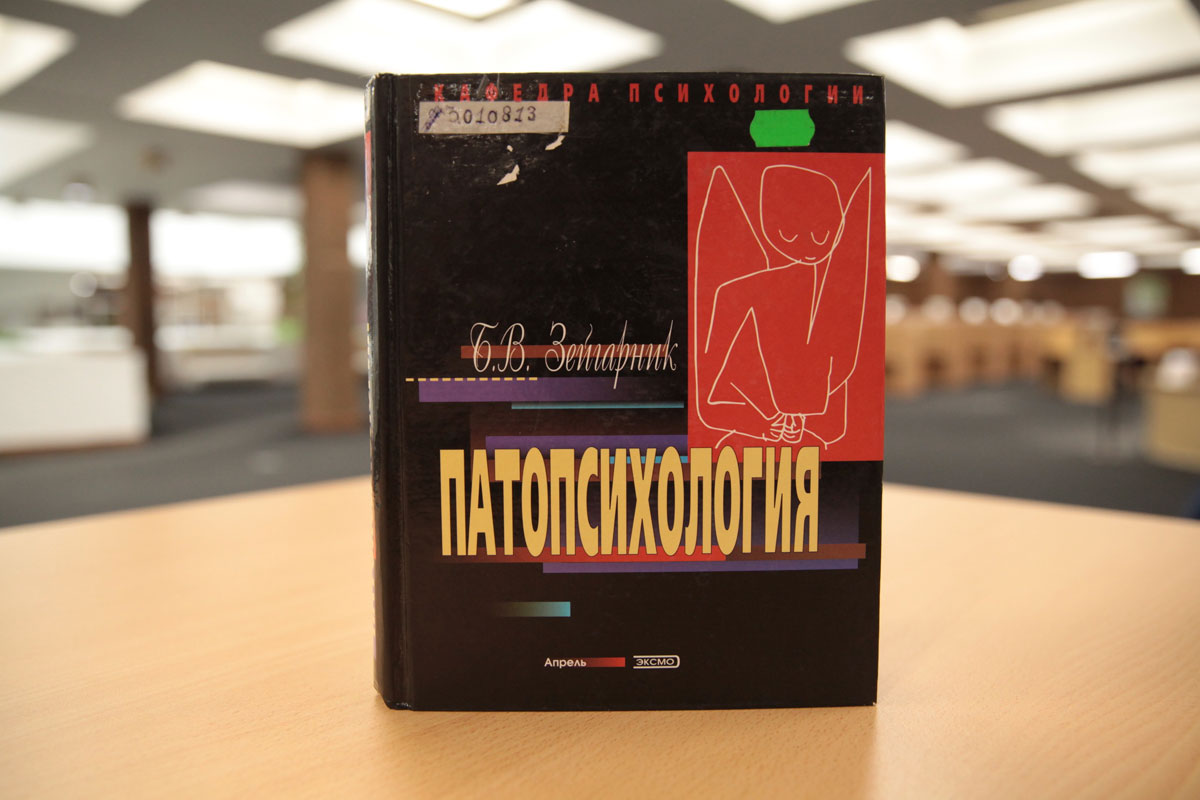 КАФЕДРА ПСИХОЛОГИИ
3010813
Б.В. Зейгарник
ПАТОПСИХОЛОГИЯ
Апрель ЭКСМО